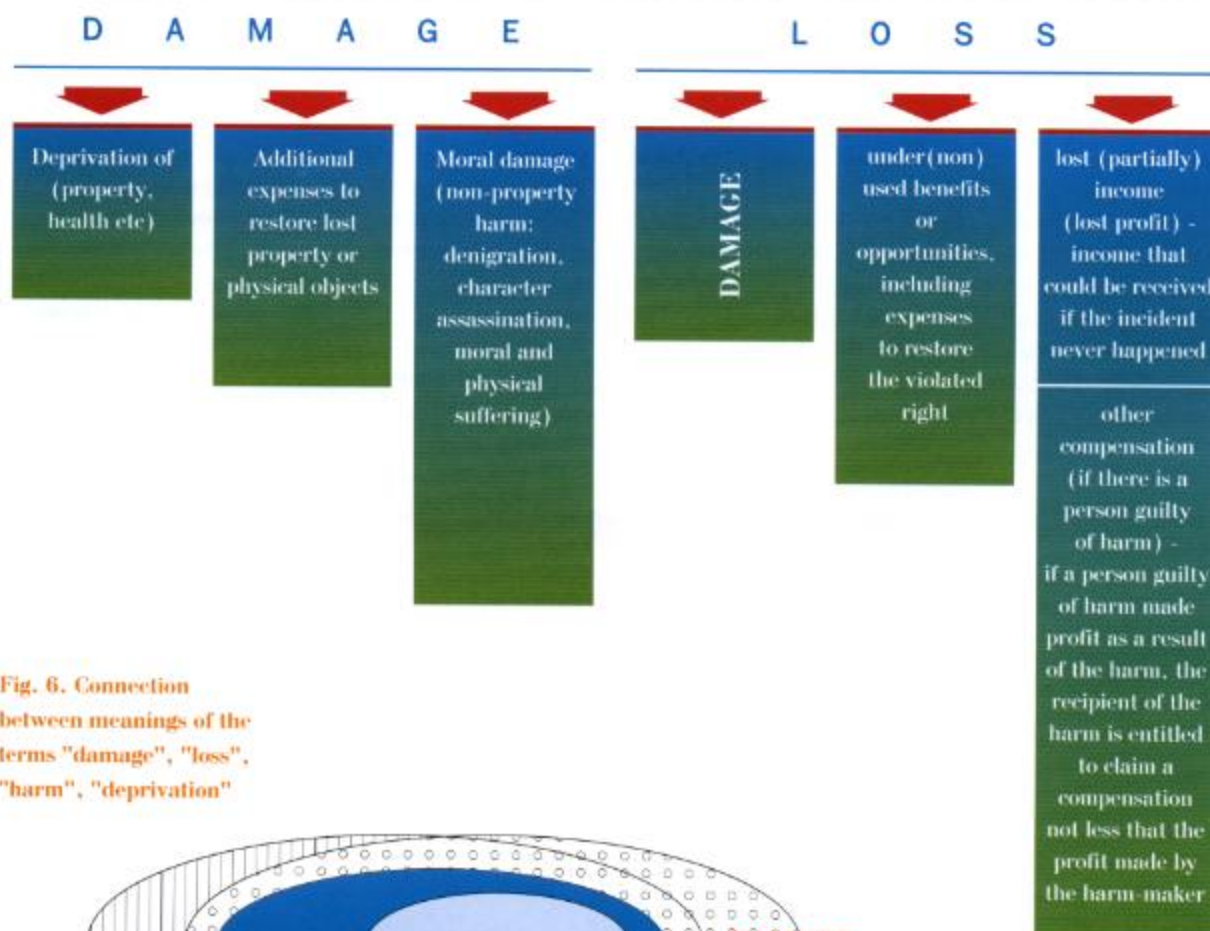 D A M A G E
Deprivation of
(property,
health etc)
Additional
expenses to
restore lost
property or
physical objects
Moral damage
(non-property
harm:
denigration,
character
assassination,
moral and
physical
suffering)
L O S S
DAMAGE
under(non)
used benefits
or
opportunities,
including
expenses
to restore
the violated
right
lost (partially)
income
(lost profit) -
income that
could be received
if the incident
never happened
other
compensation
(if there is a
person guilty
of harm) -
if a person guilty
of harm made
profit as a result
of the harm, the
recipient of the
harm is entitled
to claim a
compensation
not less that the
profit made by
the harm-maker
Fig. 6. Connection
between meanings of the
terms "damage", "loss",
"harm", "deprivation"